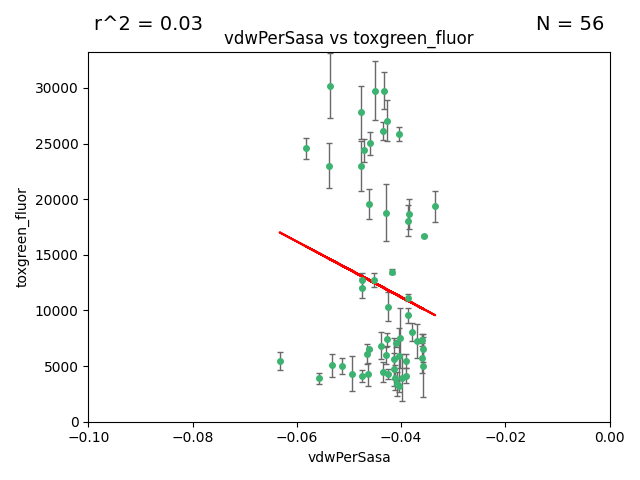 r^2 = 0.03
N = 56
vdwPerSasa vs toxgreen_fluor
30000
25000
20000
15000
10000
5000
0
toxgreen_fluor
−0.10
−0.08
−0.06
−0.04
−0.02
0.00
vdwPerSasa